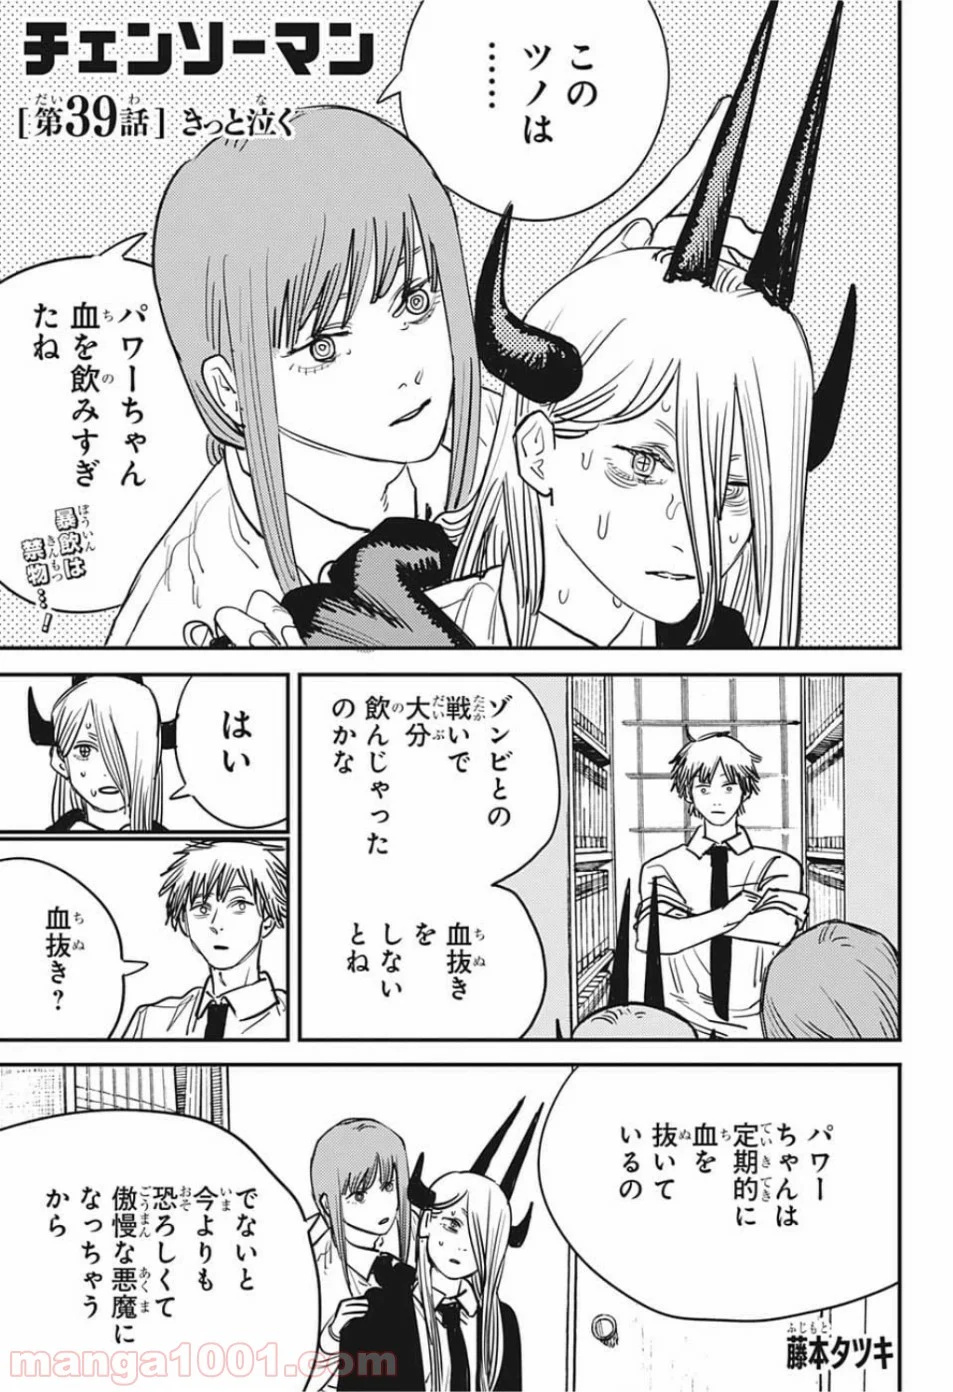 チェンソーマン
[第39話] きっと泣く
この
ツノは
……
パワーちゃん
血を飲みすぎ
たね
暴飲は
禁物…!
ゾンビとの
戦いで
大分
飲んじゃった
のかな
血抜き
を
しない
とね
はい
血抜き?
パワー
ちゃんは
定期的に
血を
抜いて
いるの
でないと
今よりも
恐ろしくて
傲慢な悪魔に
なっちゃう
から
藤本タツキ
manga1001.com